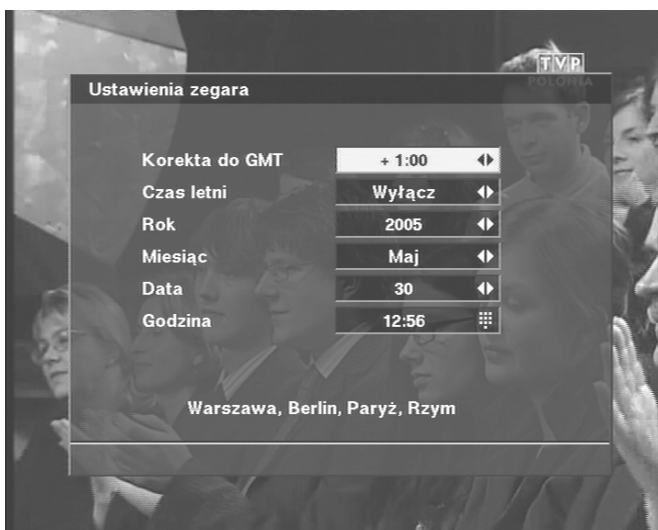 TVP
POLONIA
Ustawienia zegara
Korekta do GMT + 1:00
Czas letni Wyłącz
Rok 2005
Miesiąc Maj
Data 30
Godzina 12:56
Warszawa, Berlin, Paryż, Rzym